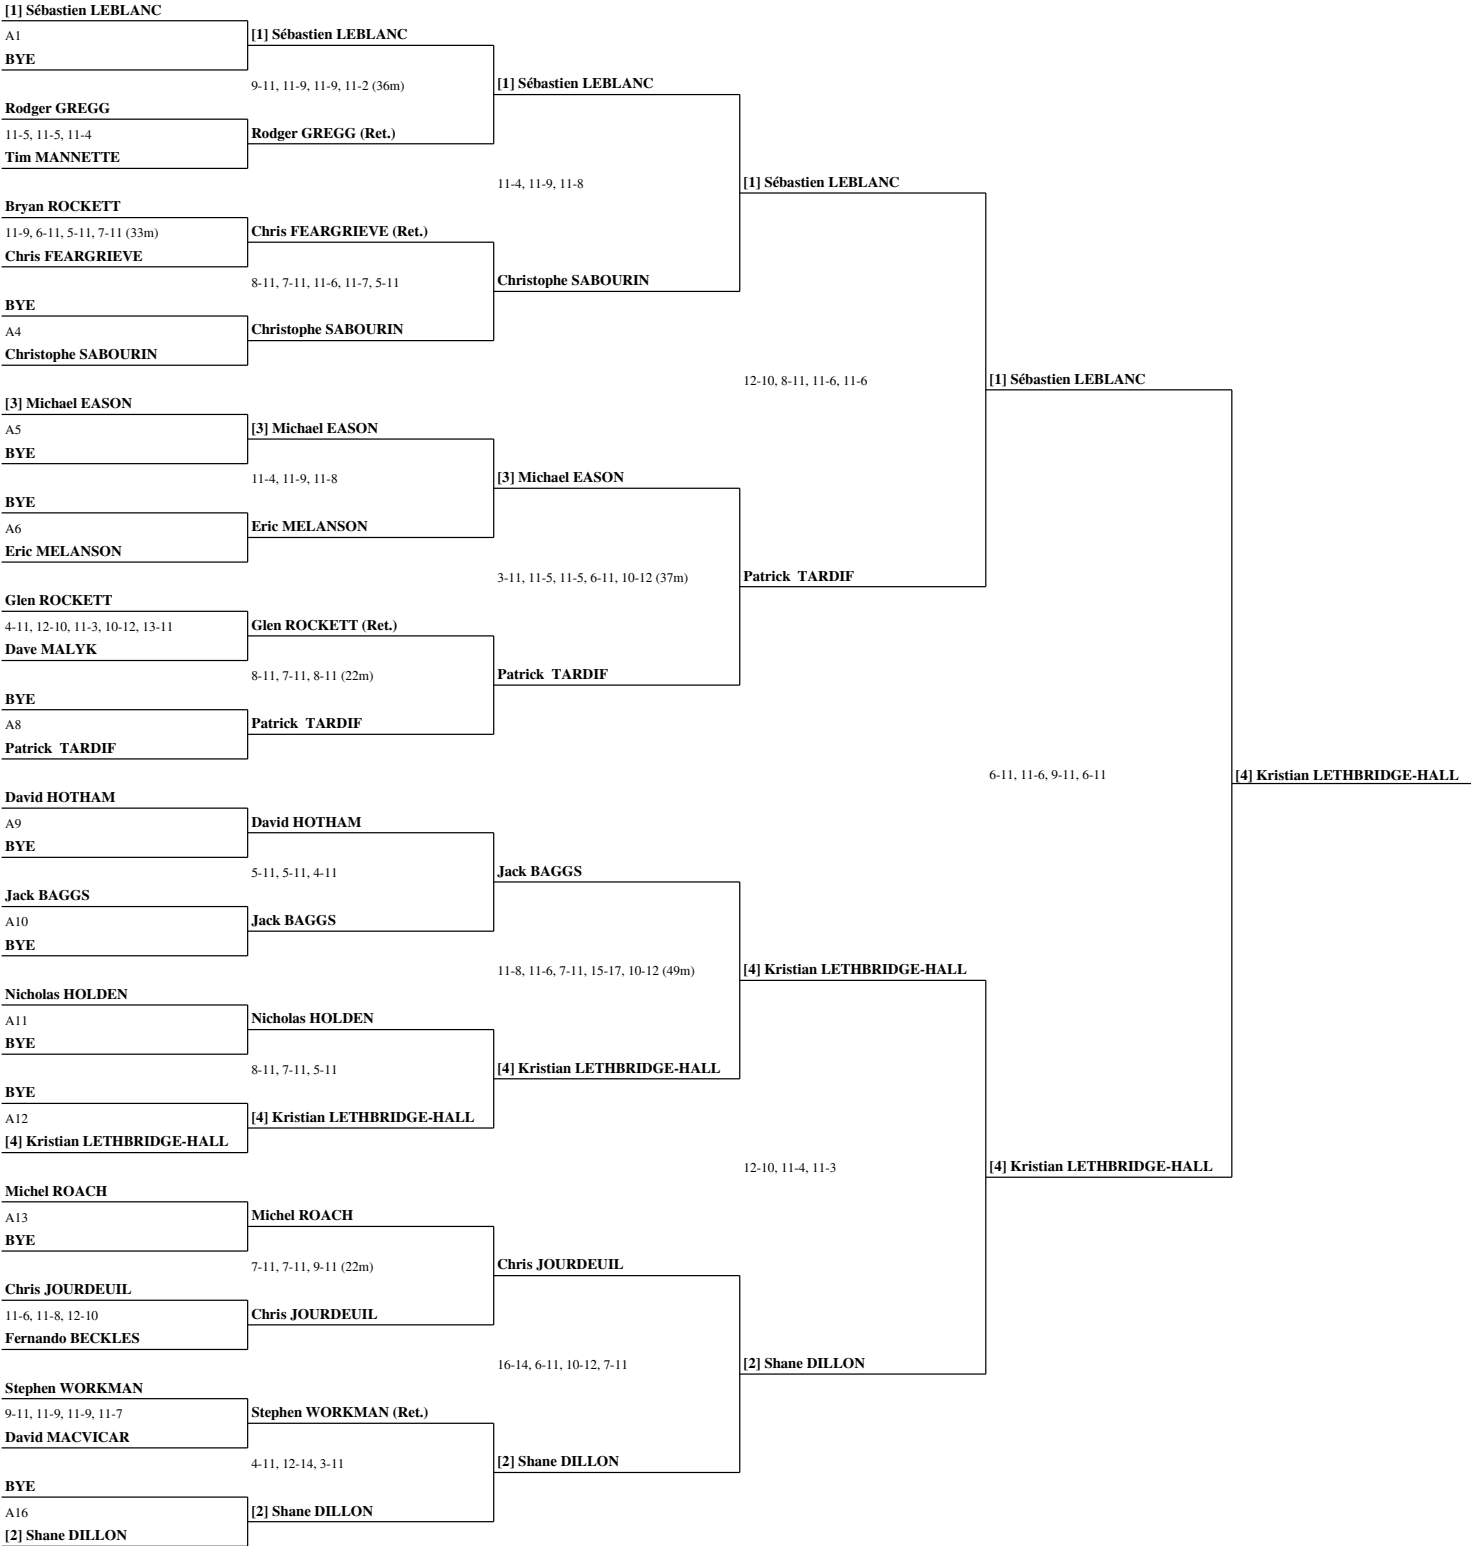 [1] Sébastien LEBLANC
A1
BYE
Rodger GREGG
11-5, 11-5, 11-4
Tim MANNETTE
Bryan ROCKETT
11-9, 6-11, 5-11, 7-11 (33m)
Chris FEARGRIEVE
BYE
A4
Christophe SABOURIN
[3] Michael EASON
A5
BYE
BYE
A6
Eric MELANSON
Glen ROCKETT
4-11, 12-10, 11-3, 10-12, 13-11
Dave MALYK
BYE
A8
Patrick TARDIF
David HOTHAM
A9
BYE
Jack BAGGS
A10
BYE
Nicholas HOLDEN
A11
BYE
BYE
A12
[4] Kristian LETHBRIDGE-HALL
Michel ROACH
A13
BYE
Chris JOURDEUIL
11-6, 11-8, 12-10
Fernando BECKLES
Stephen WORKMAN
9-11, 11-9, 11-9, 11-7
David MACVICAR
BYE
A16
[2] Shane DILLON
[1] Sébastien LEBLANC
9-11, 11-9, 11-9, 11-2 (36m)
Rodger GREGG (Ret.)
Chris FEARGRIEVE (Ret.)
8-11, 7-11, 11-6, 11-7, 5-11
Christophe SABOURIN
[3] Michael EASON
11-4, 11-9, 11-8
Eric MELANSON
Glen ROCKETT (Ret.)
8-11, 7-11, 8-11 (22m)
Patrick TARDIF
David HOTHAM
5-11, 5-11, 4-11
Jack BAGGS
Nicholas HOLDEN
8-11, 7-11, 5-11
[4] Kristian LETHBRIDGE-HALL
Michel ROACH
7-11, 7-11, 9-11 (22m)
Chris JOURDEUIL
Stephen WORKMAN (Ret.)
4-11, 12-14, 3-11
[2] Shane DILLON
[1] Sébastien LEBLANC
11-4, 11-9, 11-8
Christophe SABOURIN
[3] Michael EASON
3-11, 11-5, 11-5, 6-11, 10-12 (37m)
Patrick TARDIF
Jack BAGGS
11-8, 11-6, 7-11, 15-17, 10-12 (49m)
[4] Kristian LETHBRIDGE-HALL
Chris JOURDEUIL
16-14, 6-11, 10-12, 7-11
[2] Shane DILLON
[1] Sébastien LEBLANC
12-10, 8-11, 11-6, 11-6
Patrick TARDIF
[4] Kristian LETHBRIDGE-HALL
12-10, 11-4, 11-3
[2] Shane DILLON
[1] Sébastien LEBLANC
6-11, 11-6, 9-11, 6-11
[4] Kristian LETHBRIDGE-HALL
[4] Kristian LETHBRIDGE-HALL